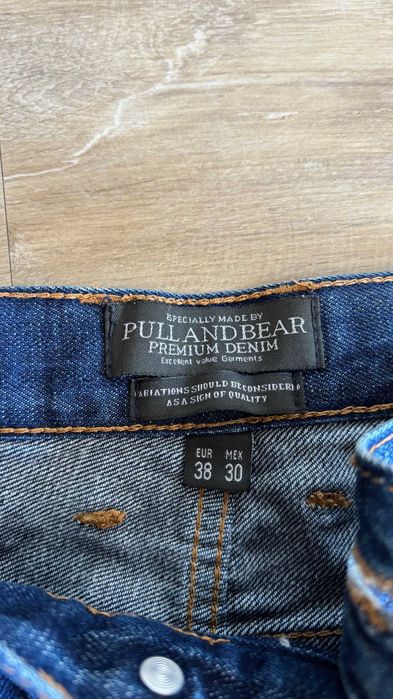 SPECIALLY MADE BY
PULLANDBEAR
PREMIUM DENIM
Excellent value Garments
VARIATIONS SHOULD BE CONSIDERED
AS A SIGN OF QUALITY
EUR MEX
38 30